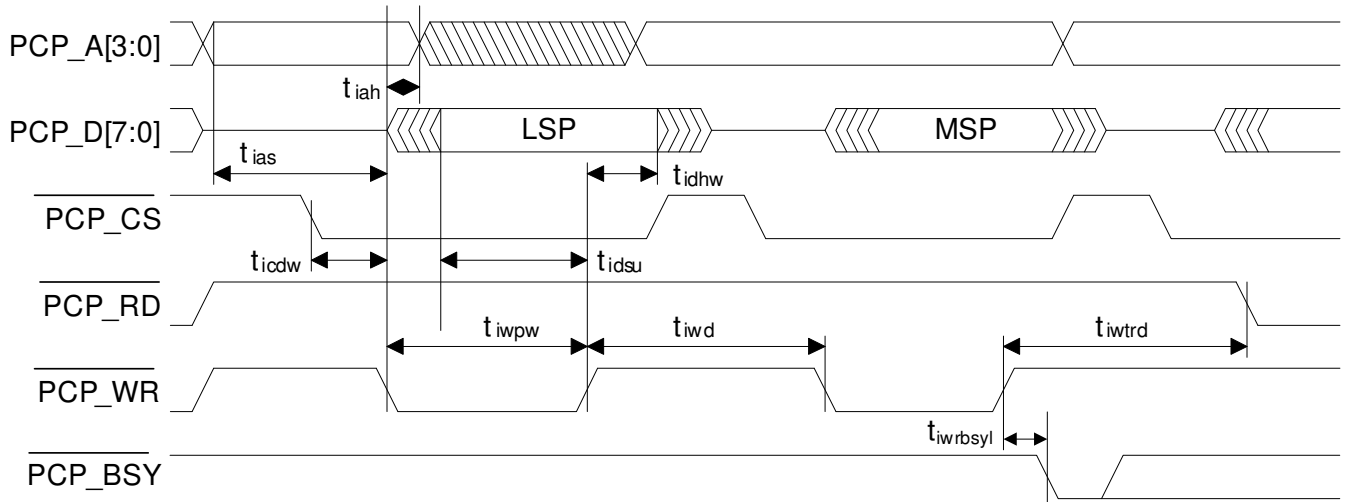 PCP_A[3:0]
t iah
PCP_D[7:0] LSP MSP
t ias
t idhw
PCP_CS
t icdw t idsu
PCP_RD
t iwpw t iwd t iwtrd
PCP_WR
t iwrbsyl
PCP_BSY